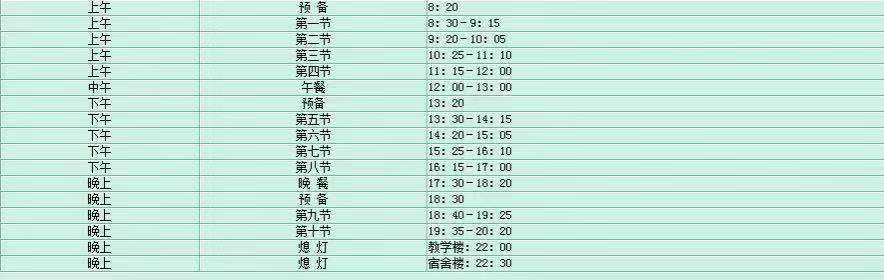 上午 预 备 8：20
上午 第一节 8：30－9：15
上午 第二节 9：20－10：05
上午 第三节 10：25－11：10
上午 第四节 11：15－12：00
中午 午餐 12：00－13：00
下午 预备 13：20
下午 第五节 13：30－14：15
下午 第六节 14：20－15：05
下午 第七节 15：25－16：10
下午 第八节 16：15－17：00
晚上 晚 餐 17：30－18：20
晚上 预 备 18：30
晚上 第九节 18：40－19：25
晚上 第十节 19：35－20：20
晚上 熄 灯 教学楼：22：00
晚上 熄 灯 宿舍楼：22：30